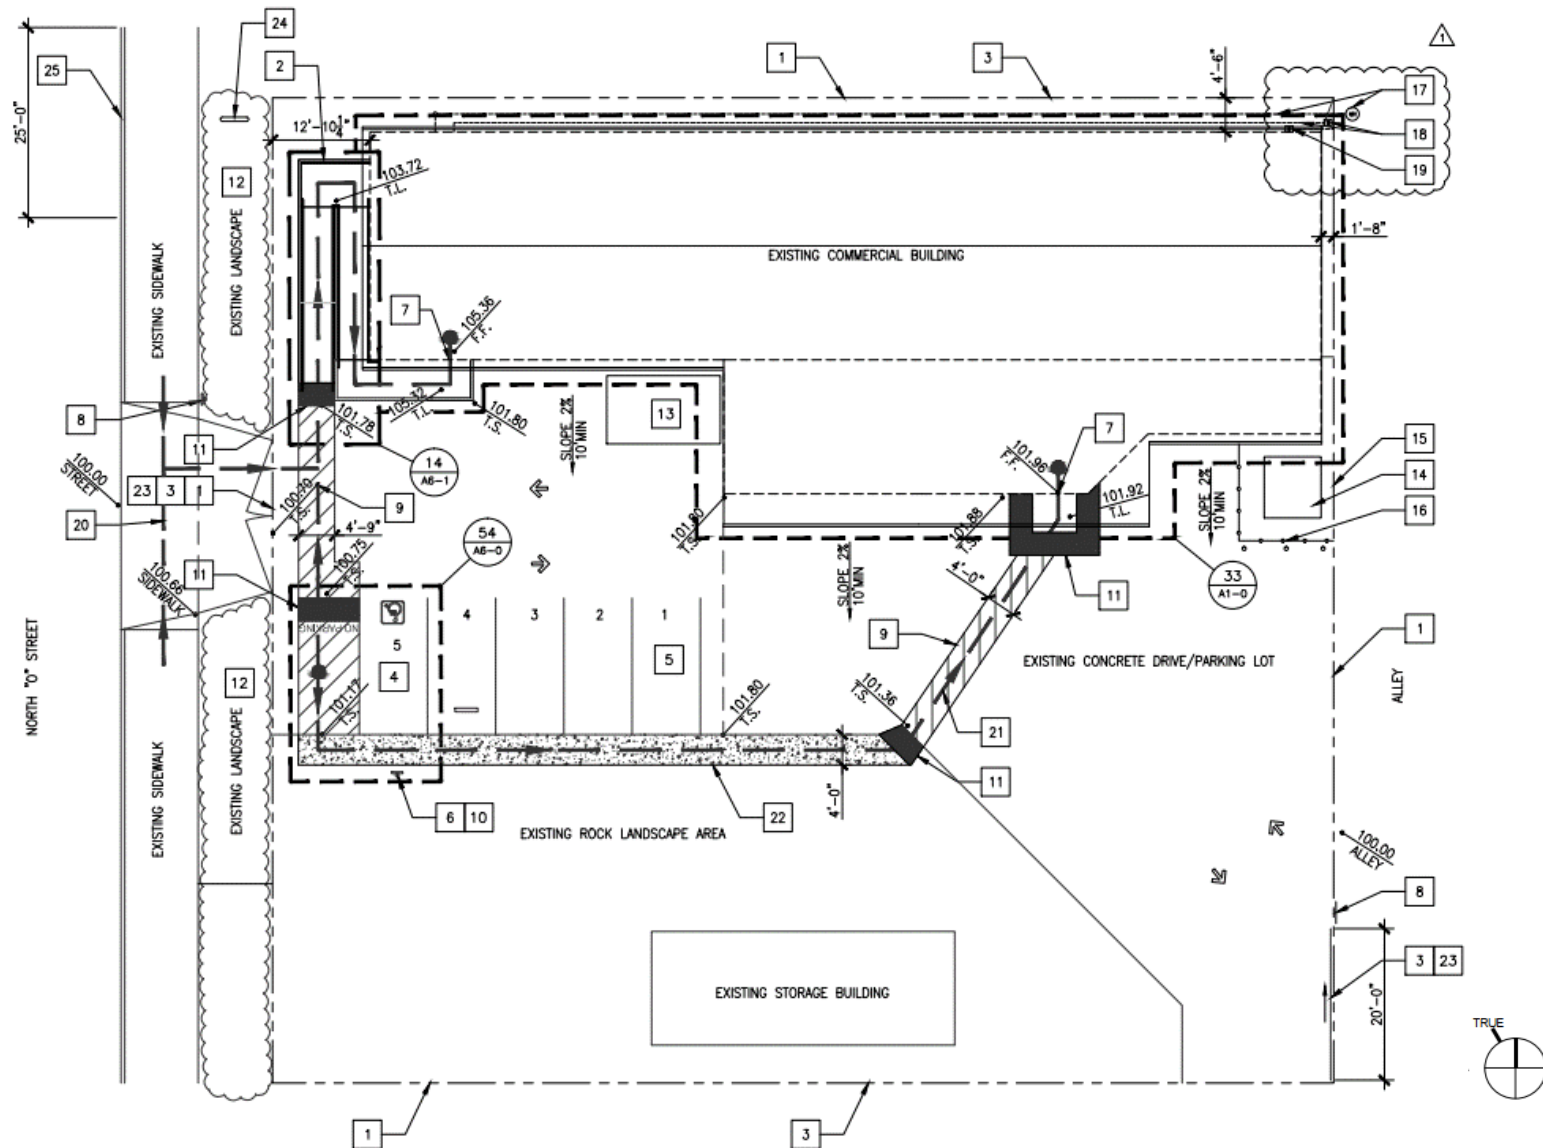 24
2
25
1
3
1
4'-6"
17
18
19
25'-0"
12'-10 1/4"
12
EXISTING LANDSCAPE
EXISTING SIDEWALK
103.72
T.L.
EXISTING COMMERCIAL BUILDING
1'-8"
7
105.36
F.F.
105.32
T.L.
101.80
T.S.
101.78
T.S.
8
11
13
SLOPE 2%
10'MIN
14
A6-1
7
101.96
F.F.
101.92
T.L.
15
14
16
SLOPE 2%
10'MIN
100.00
STREET
23 3 1
20
100.70
T.S.
9
4'-9"
54
A6-0
100.75
T.S.
101.80
T.S.
101.88
T.S.
SLOPE 2%
10'MIN
4'-0"
11
33
A1-0
100.66
SIDEWALK
11
NO PARKING
5
4
3
2
1
4
5
9
EXISTING CONCRETE DRIVE/PARKING LOT
1
ALLEY
NORTH "O" STREET
12
EXISTING LANDSCAPE
EXISTING SIDEWALK
101.17
T.S.
101.80
T.S.
101.36
T.S.
21
11
4'-0"
6 10
22
EXISTING ROCK LANDSCAPE AREA
100.00
ALLEY
8
3 23
20'-0"
EXISTING STORAGE BUILDING
TRUE
1
3